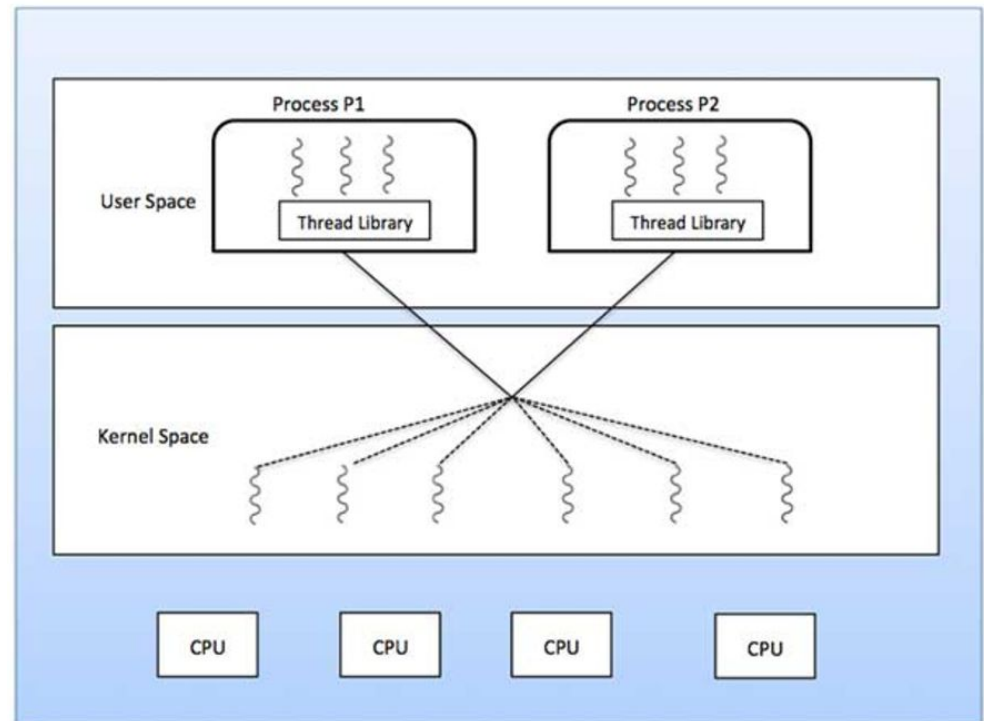 Process P1
Process P2
User Space
Thread Library
Thread Library
Kernel Space
CPU
CPU
CPU
CPU